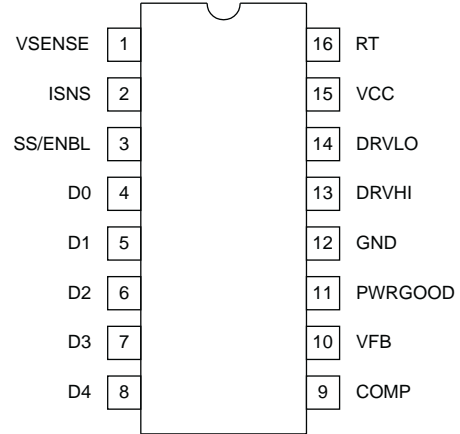 VSENSE 1 16 RT
ISNS 2 15 VCC
SS/ENBL 3 14 DRVLO
D0 4 13 DRVHI
D1 5 12 GND
D2 6 11 PWRGOOD
D3 7 10 VFB
D4 8 9 COMP